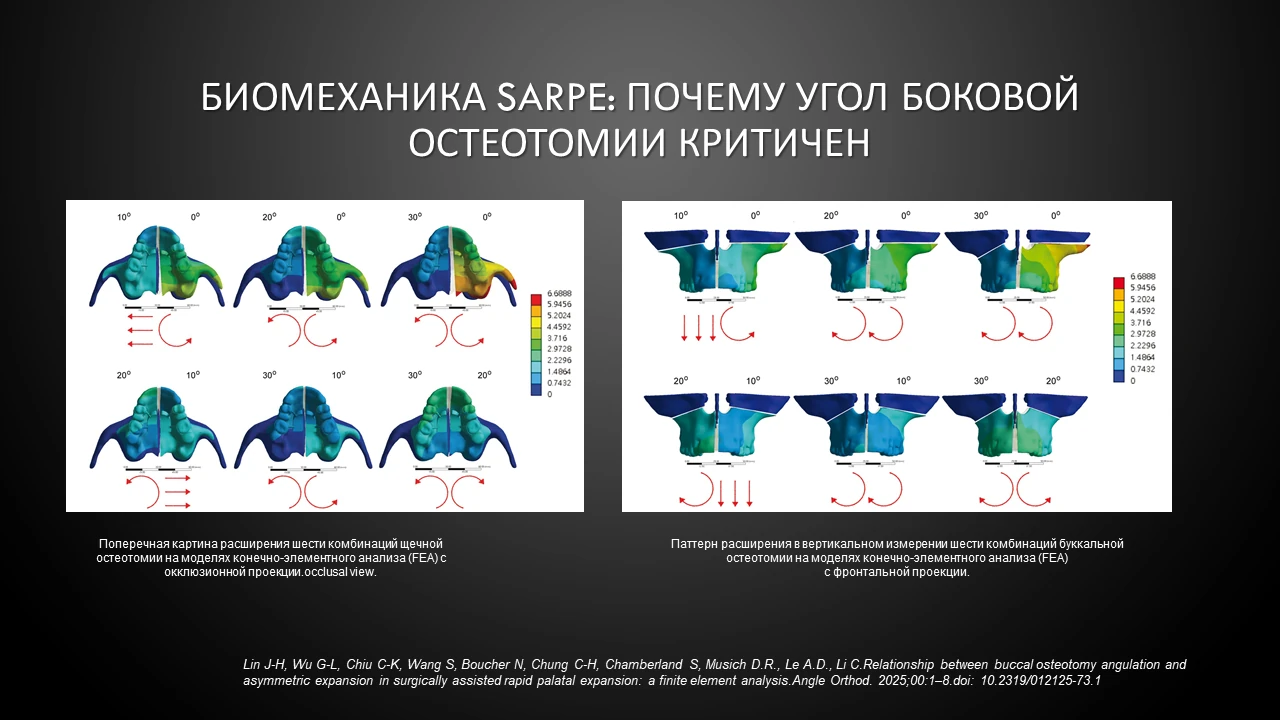 БИОМЕХАНИКА SARPE: ПОЧЕМУ УГОЛ БОКОВОЙ
ОСТЕОТОМИИ КРИТИЧЕН
10° 0° 20° 0° 30° 0°
6.6888
5.9456
5.2024
4.4592
3.716
2.9728
2.2296
1.4864
0.7432
0
20° 10° 30° 10° 30° 20°
10° 0° 20° 0° 30° 0°
6.6888
5.9456
5.2024
4.4592
3.716
2.9728
2.2296
1.4864
0.7432
0
20° 10° 30° 10° 30° 20°
Поперечная картина расширения шести комбинаций щечной
остеотомии на моделях конечно-элементного анализа (FEA) с
окклюзионной проекции.occlusal view.
Паттерн расширения в вертикальном измерении шести комбинаций буккальной
остеотомии на моделях конечно-элементного анализа (FEA)
с фронтальной проекции.
Lin J-H, Wu G-L, Chiu C-K, Wang S, Boucher N, Chung C-H, Chamberland S, Musich D.R., Le A.D., Li C.Relationship between buccal osteotomy angulation and
asymmetric expansion in surgically assisted rapid palatal expansion: a finite element analysis.Angle Orthod. 2025;00:1–8.doi: 10.2319/012125-73.1